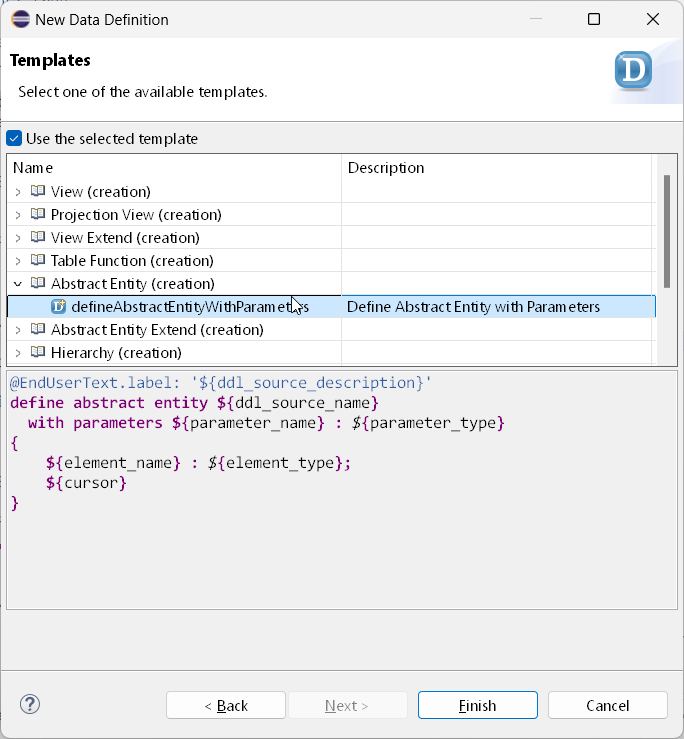 New Data Definition
Templates
Select one of the available templates.
D
Use the selected template
Name Description
View (creation)
Projection View (creation)
View Extend (creation)
Table Function (creation)
Abstract Entity (creation)
defineAbstractEntityWithParameters Define Abstract Entity with Parameters
Abstract Entity Extend (creation)
Hierarchy (creation)
@EndUserText.label: '${ddl_source_description}'
define abstract entity ${ddl_source_name}
  with parameters ${parameter_name} : ${parameter_type}
{
    ${element_name} : ${element_type};
    ${cursor}
}
? < Back Next > Finish Cancel